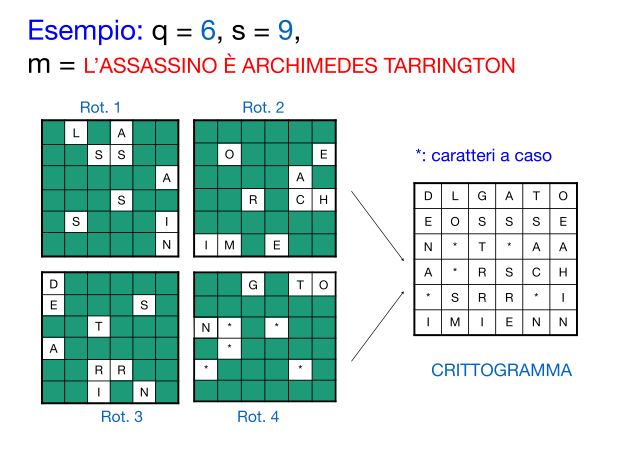 Esempio: q = 6, s = 9,
m = L’ASSASSINO È ARCHIMEDES TARRINGTON
Rot. 1
L A
S S
A
S
S I
N
Rot. 2
O E
A
R C H
I M E
D
E S
T
A
R R
I N
Rot. 3
G T O
N * *
*
* *
Rot. 4
*: caratteri a caso
D L G A T O
E O S S S E
N * T * A A
A * R S C H
* S R R * I
I M I E N N
CRITTOGRAMMA